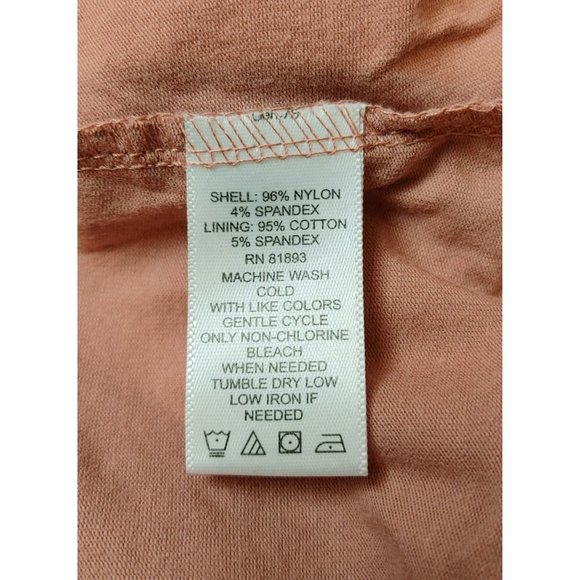 SHELL: 96% NYLON
4% SPANDEX
LINING: 95% COTTON
5% SPANDEX
RN 81893
MACHINE WASH
COLD
WITH LIKE COLORS
GENTLE CYCLE
ONLY NON-CHLORINE
BLEACH
WHEN NEEDED
TUMBLE DRY LOW
LOW IRON IF
NEEDED